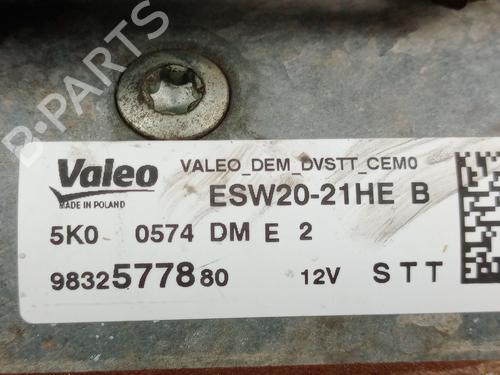 B-PARTS
Valeo
MADE IN POLAND
VALEO_DEM_DVSTT_CEM0
ESW20-21HE B
5K0 0574 DM E 2
9832577880 12V STT